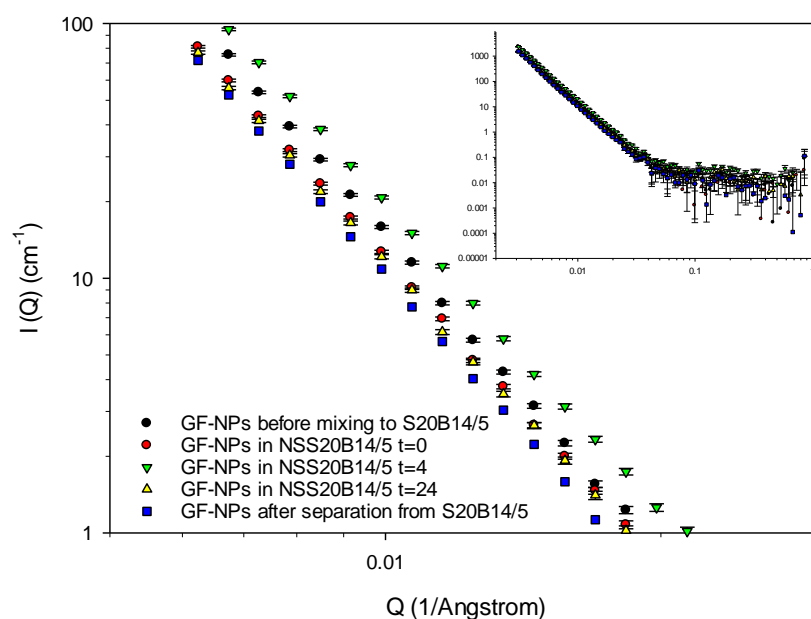 100
10
1
I (Q) (cm-1)
0.01
Q (1/Angstrom)
GF-NPs before mixing to S20B14/5
GF-NPs in NSS20B14/5 t=0
GF-NPs in NSS20B14/5 t=4
GF-NPs in NSS20B14/5 t=24
GF-NPs after separation from S20B14/5
1000
100
10
1
0.1
0.01
0.001
0.0001
0.00001
0.01
0.1
1